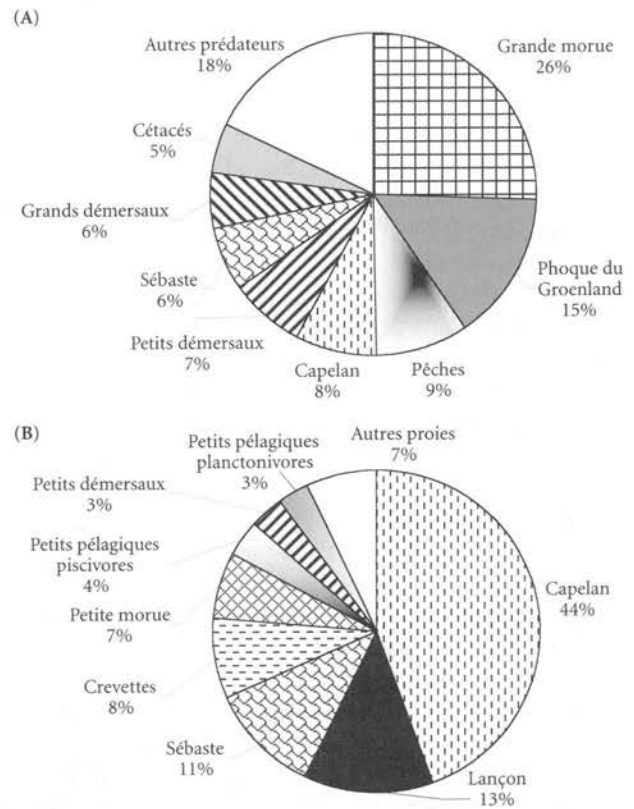 (A)
Autres prédateurs
18%
Grande morue
26%
Cétacés
5%
Grands démersaux
6%
Sébaste
6%
Petits démersaux
7%
Capelan
8%
Pêches
9%
Phoque du
Groenland
15%
(B)
Petits pélagiques
planctonivores
3%
Autres proies
7%
Petits démersaux
3%
Petits pélagiques
piscivores
4%
Petite morue
7%
Crevettes
8%
Sébaste
11%
Lançon
13%
Capelan
44%